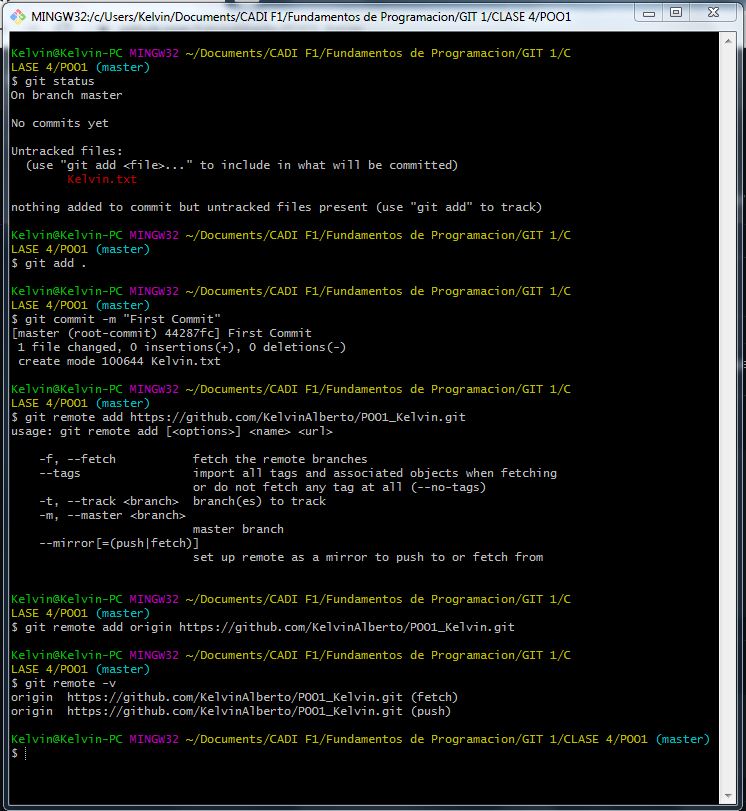 MINGW32:/c/Users/Kelvin/Documents/CADI F1/Fundamentos de Programacion/GIT 1/CLASE 4/POO1
Kelvin@Kelvin-PC MINGW32 ~/Documents/CADI F1/Fundamentos de Programacion/GIT 1/C
LASE 4/POO1 (master)
$ git status
On branch master
No commits yet
Untracked files:
  (use "git add <file>..." to include in what will be committed)
        Kelvin.txt
nothing added to commit but untracked files present (use "git add" to track)
Kelvin@Kelvin-PC MINGW32 ~/Documents/CADI F1/Fundamentos de Programacion/GIT 1/C
LASE 4/POO1 (master)
$ git add .
Kelvin@Kelvin-PC MINGW32 ~/Documents/CADI F1/Fundamentos de Programacion/GIT 1/C
LASE 4/POO1 (master)
$ git commit -m "First Commit"
[master (root-commit) 44287fc] First Commit
 1 file changed, 0 insertions(+), 0 deletions(-)
 create mode 100644 Kelvin.txt
Kelvin@Kelvin-PC MINGW32 ~/Documents/CADI F1/Fundamentos de Programacion/GIT 1/C
LASE 4/POO1 (master)
$ git remote add https://github.com/KelvinAlberto/POO1_Kelvin.git
usage: git remote add [<options>] <name> <url>
    -f, --fetch           fetch the remote branches
    --tags                import all tags and associated objects when fetching
                          or do not fetch any tag at all (--no-tags)
    -t, --track <branch>  branch(es) to track
    -m, --master <branch>
                          master branch
    --mirror[=(push|fetch)]
                          set up remote as a mirror to push to or fetch from
Kelvin@Kelvin-PC MINGW32 ~/Documents/CADI F1/Fundamentos de Programacion/GIT 1/C
LASE 4/POO1 (master)
$ git remote add origin https://github.com/KelvinAlberto/POO1_Kelvin.git
Kelvin@Kelvin-PC MINGW32 ~/Documents/CADI F1/Fundamentos de Programacion/GIT 1/C
LASE 4/POO1 (master)
$ git remote -v
origin  https://github.com/KelvinAlberto/POO1_Kelvin.git (fetch)
origin  https://github.com/KelvinAlberto/POO1_Kelvin.git (push)
Kelvin@Kelvin-PC MINGW32 ~/Documents/CADI F1/Fundamentos de Programacion/GIT 1/CLASE 4/POO1 (master)
$